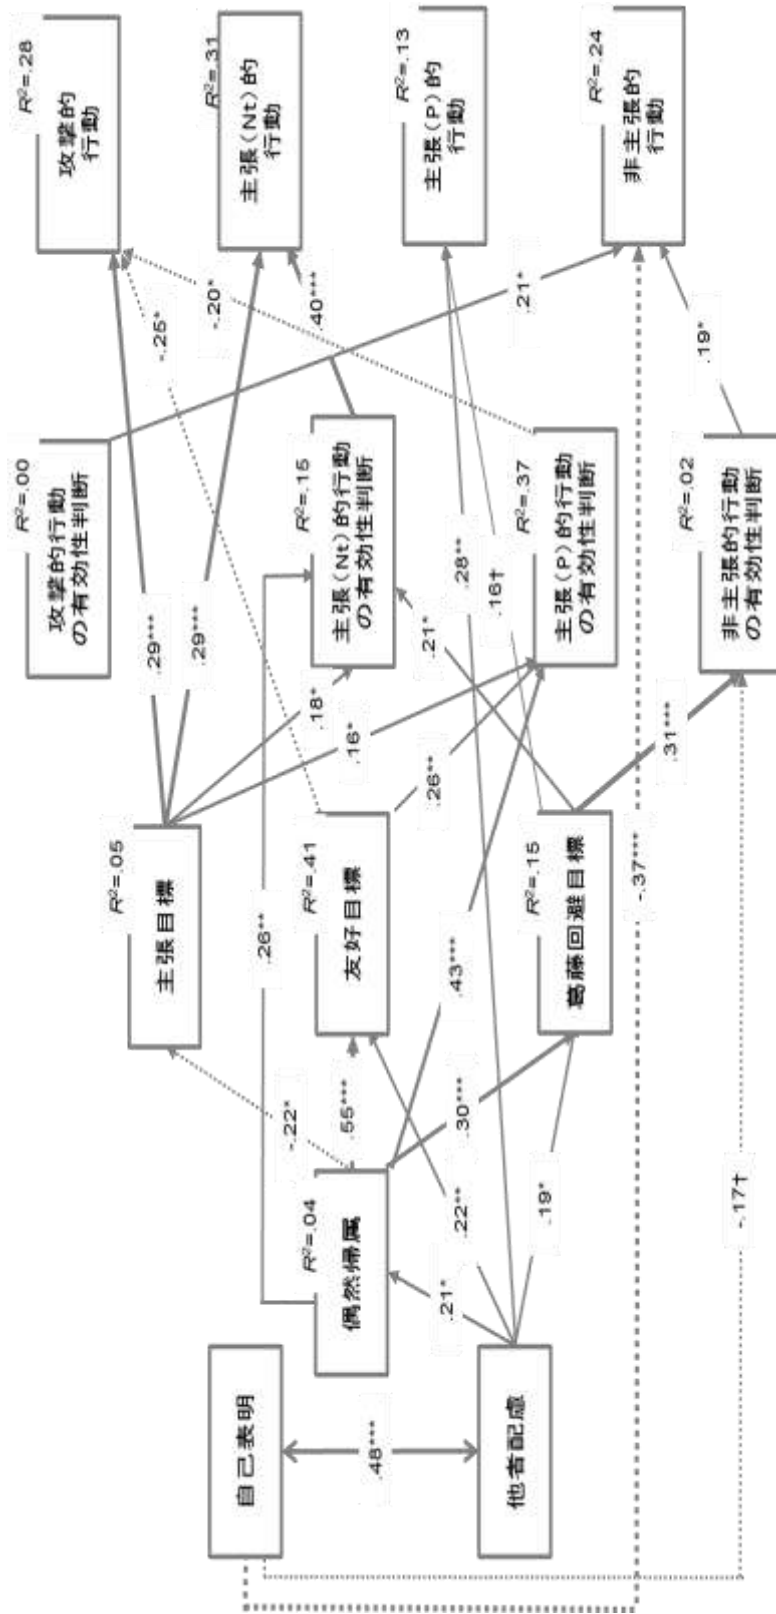 自己表明
.48***
他者配慮
R²=.04
偶然帰属
.21*
.22**
.19*
-.22*
.55***
.30***
.43***
.26**
R²=.05
主張目標
R²=.41
友好目標
R²=.15
葛藤回避目標
.29***
.29***
.18*
.16*
.26**
.21*
.31***
-.37***
-.17†
.28**
.16†
R²=.00
攻撃的行動
の有効性判断
R²=.15
主張(Nt)的行動
の有効性判断
R²=.37
主張(P)的行動
の有効性判断
R²=.02
非主張的行動
の有効性判断
-.25*
-.20*
.40***
.21*
.19*
R²=.28
攻撃的
行動
R²=.31
主張(Nt)的
行動
R²=.13
主張(P)的
行動
R²=.24
非主張的
行動